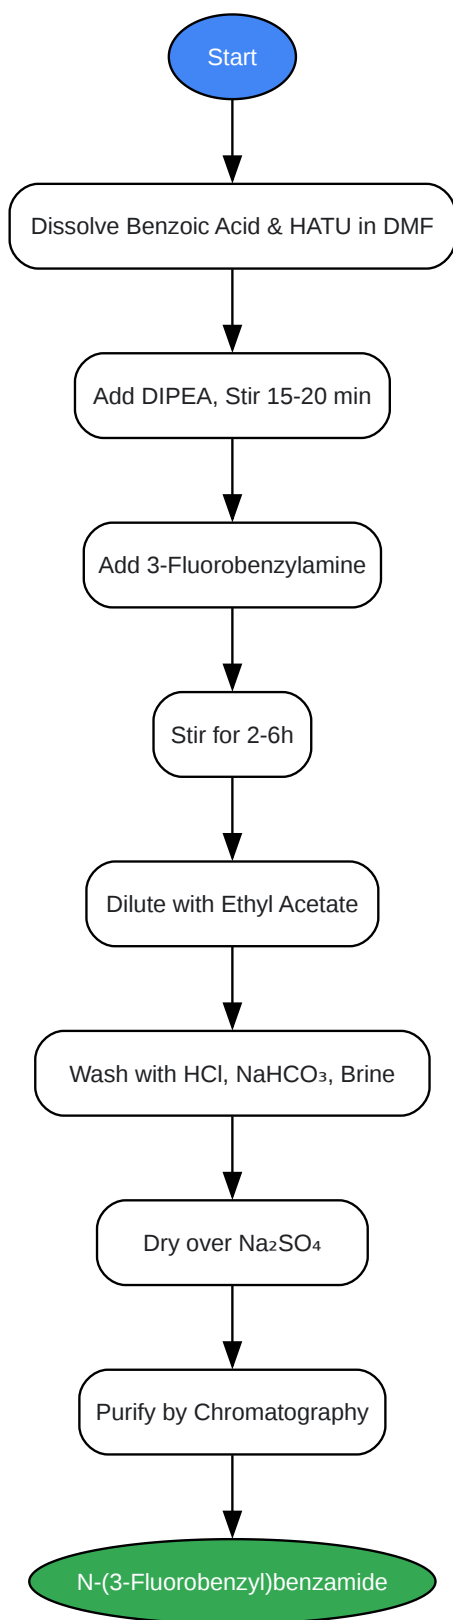 Start
Dissolve Benzoic Acid & HATU in DMF
Add DIPEA, Stir 15-20 min
Add 3-Fluorobenzylamine
Stir for 2-6h
Dilute with Ethyl Acetate
Wash with HCl, NaHCO₃, Brine
Dry over Na₂SO₄
Purify by Chromatography
N-(3-Fluorobenzyl)benzamide